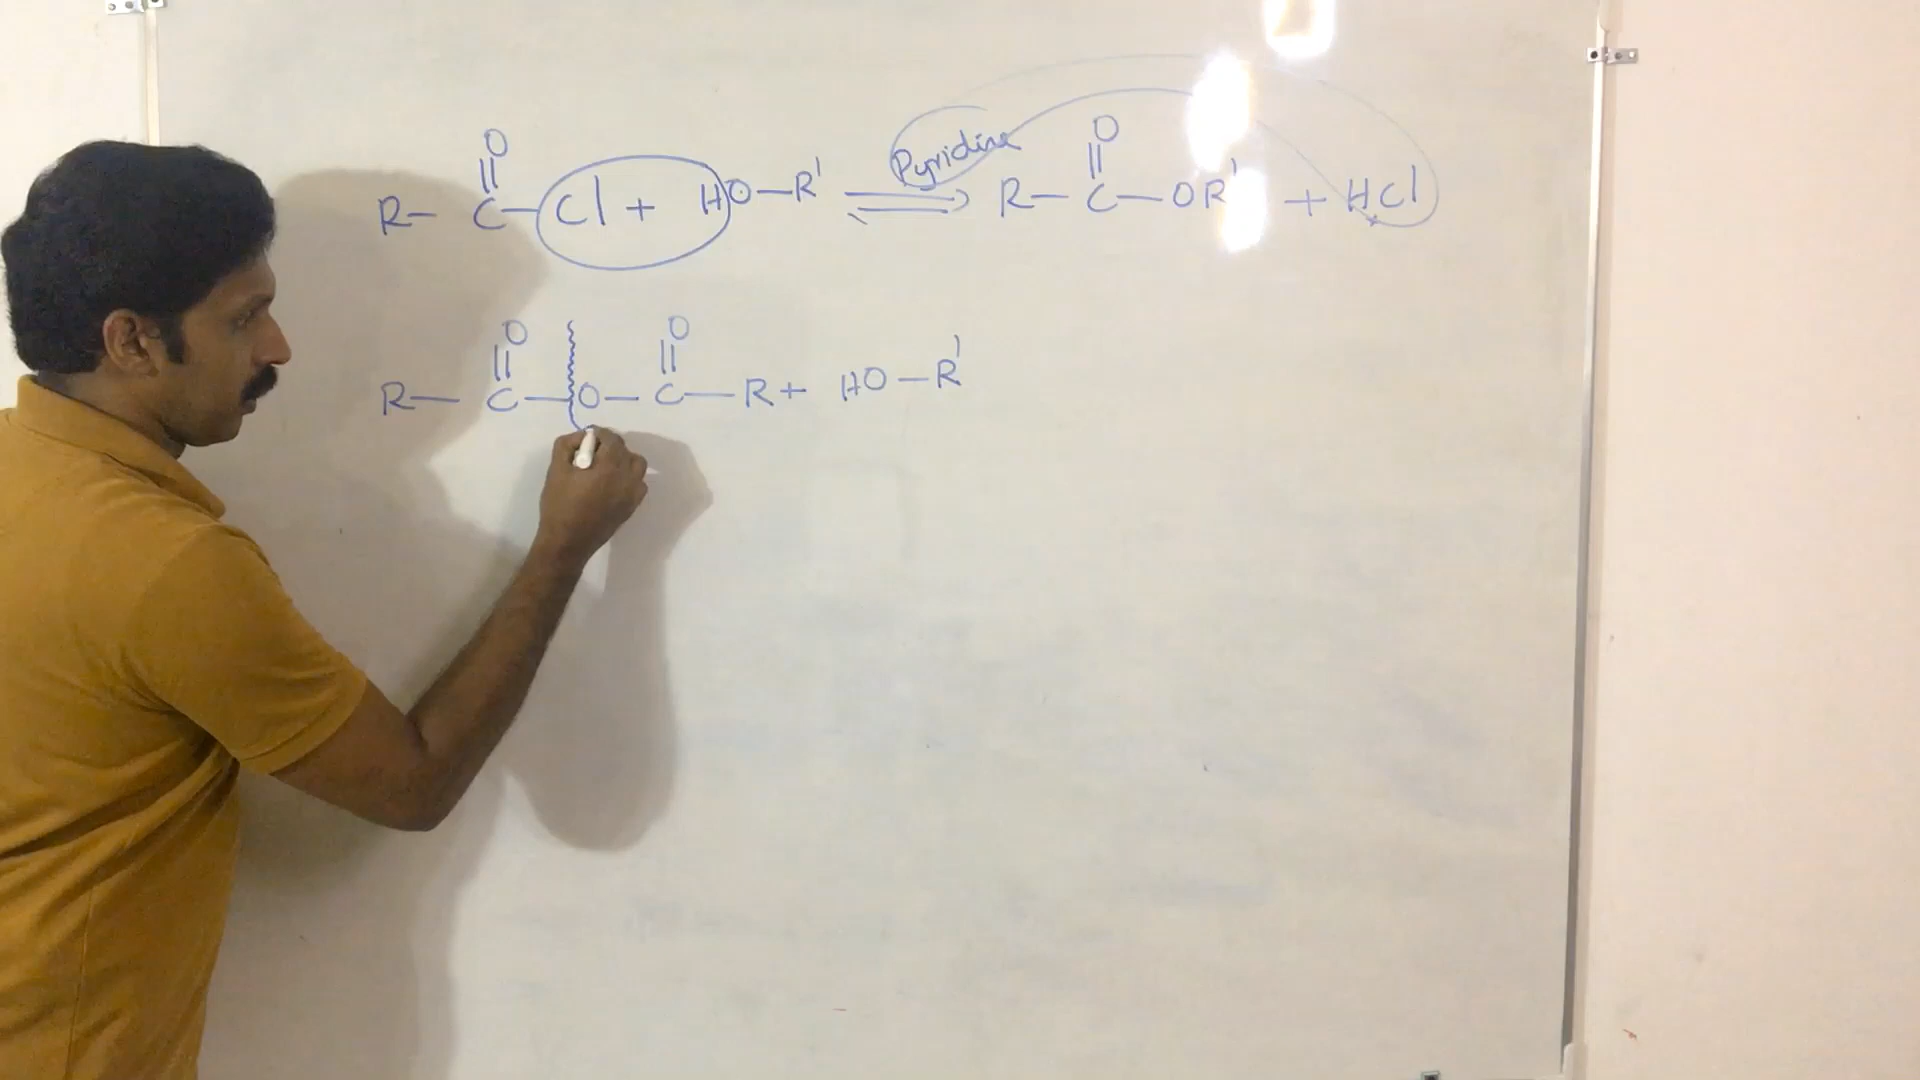 O O
|| ||
R- C-Cl + HO-R' Pyridine ⇌ R-C-OR' + HCl
O O
|| ||
R- C-O-C-R + HO-R'